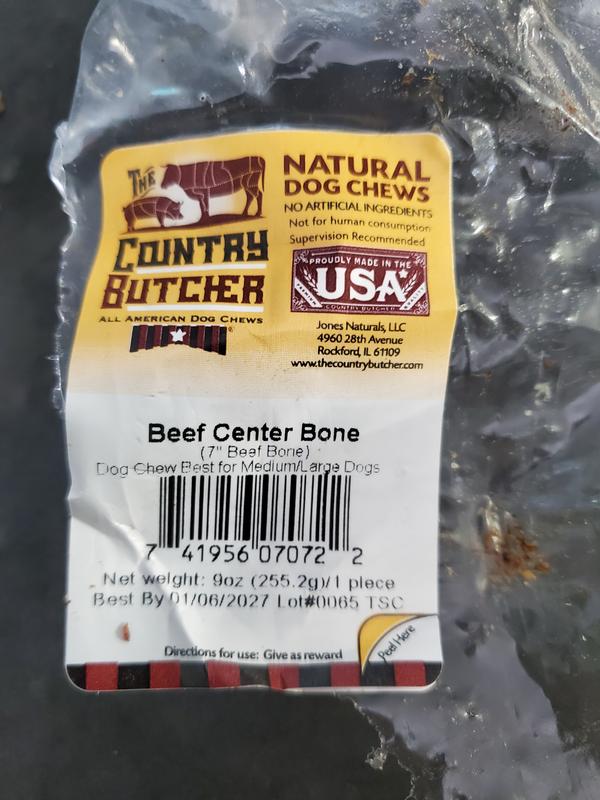 THE
COUNTRY
BUTCHER
ALL AMERICAN DOG CHEWS
NATURAL
DOG CHEWS
NO ARTIFICIAL INGREDIENTS
Not for human consumption
Supervision Recommended
PROUDLY MADE IN THE
USA
COUNTRY BUTCHER
Jones Naturals, LLC
4960 28th Avenue
Rockford, IL 61109
www.thecountrybutcher.com
Beef Center Bone
(7" Beef Bone)
Dog Chew Best for Medium/Large Dogs
7 41956 07072 2
Net weight: 9oz (255.2g)/1 piece
Best By 01/06/2027 Lot#0065 TSC
Directions for use: Give as reward
Peel Here